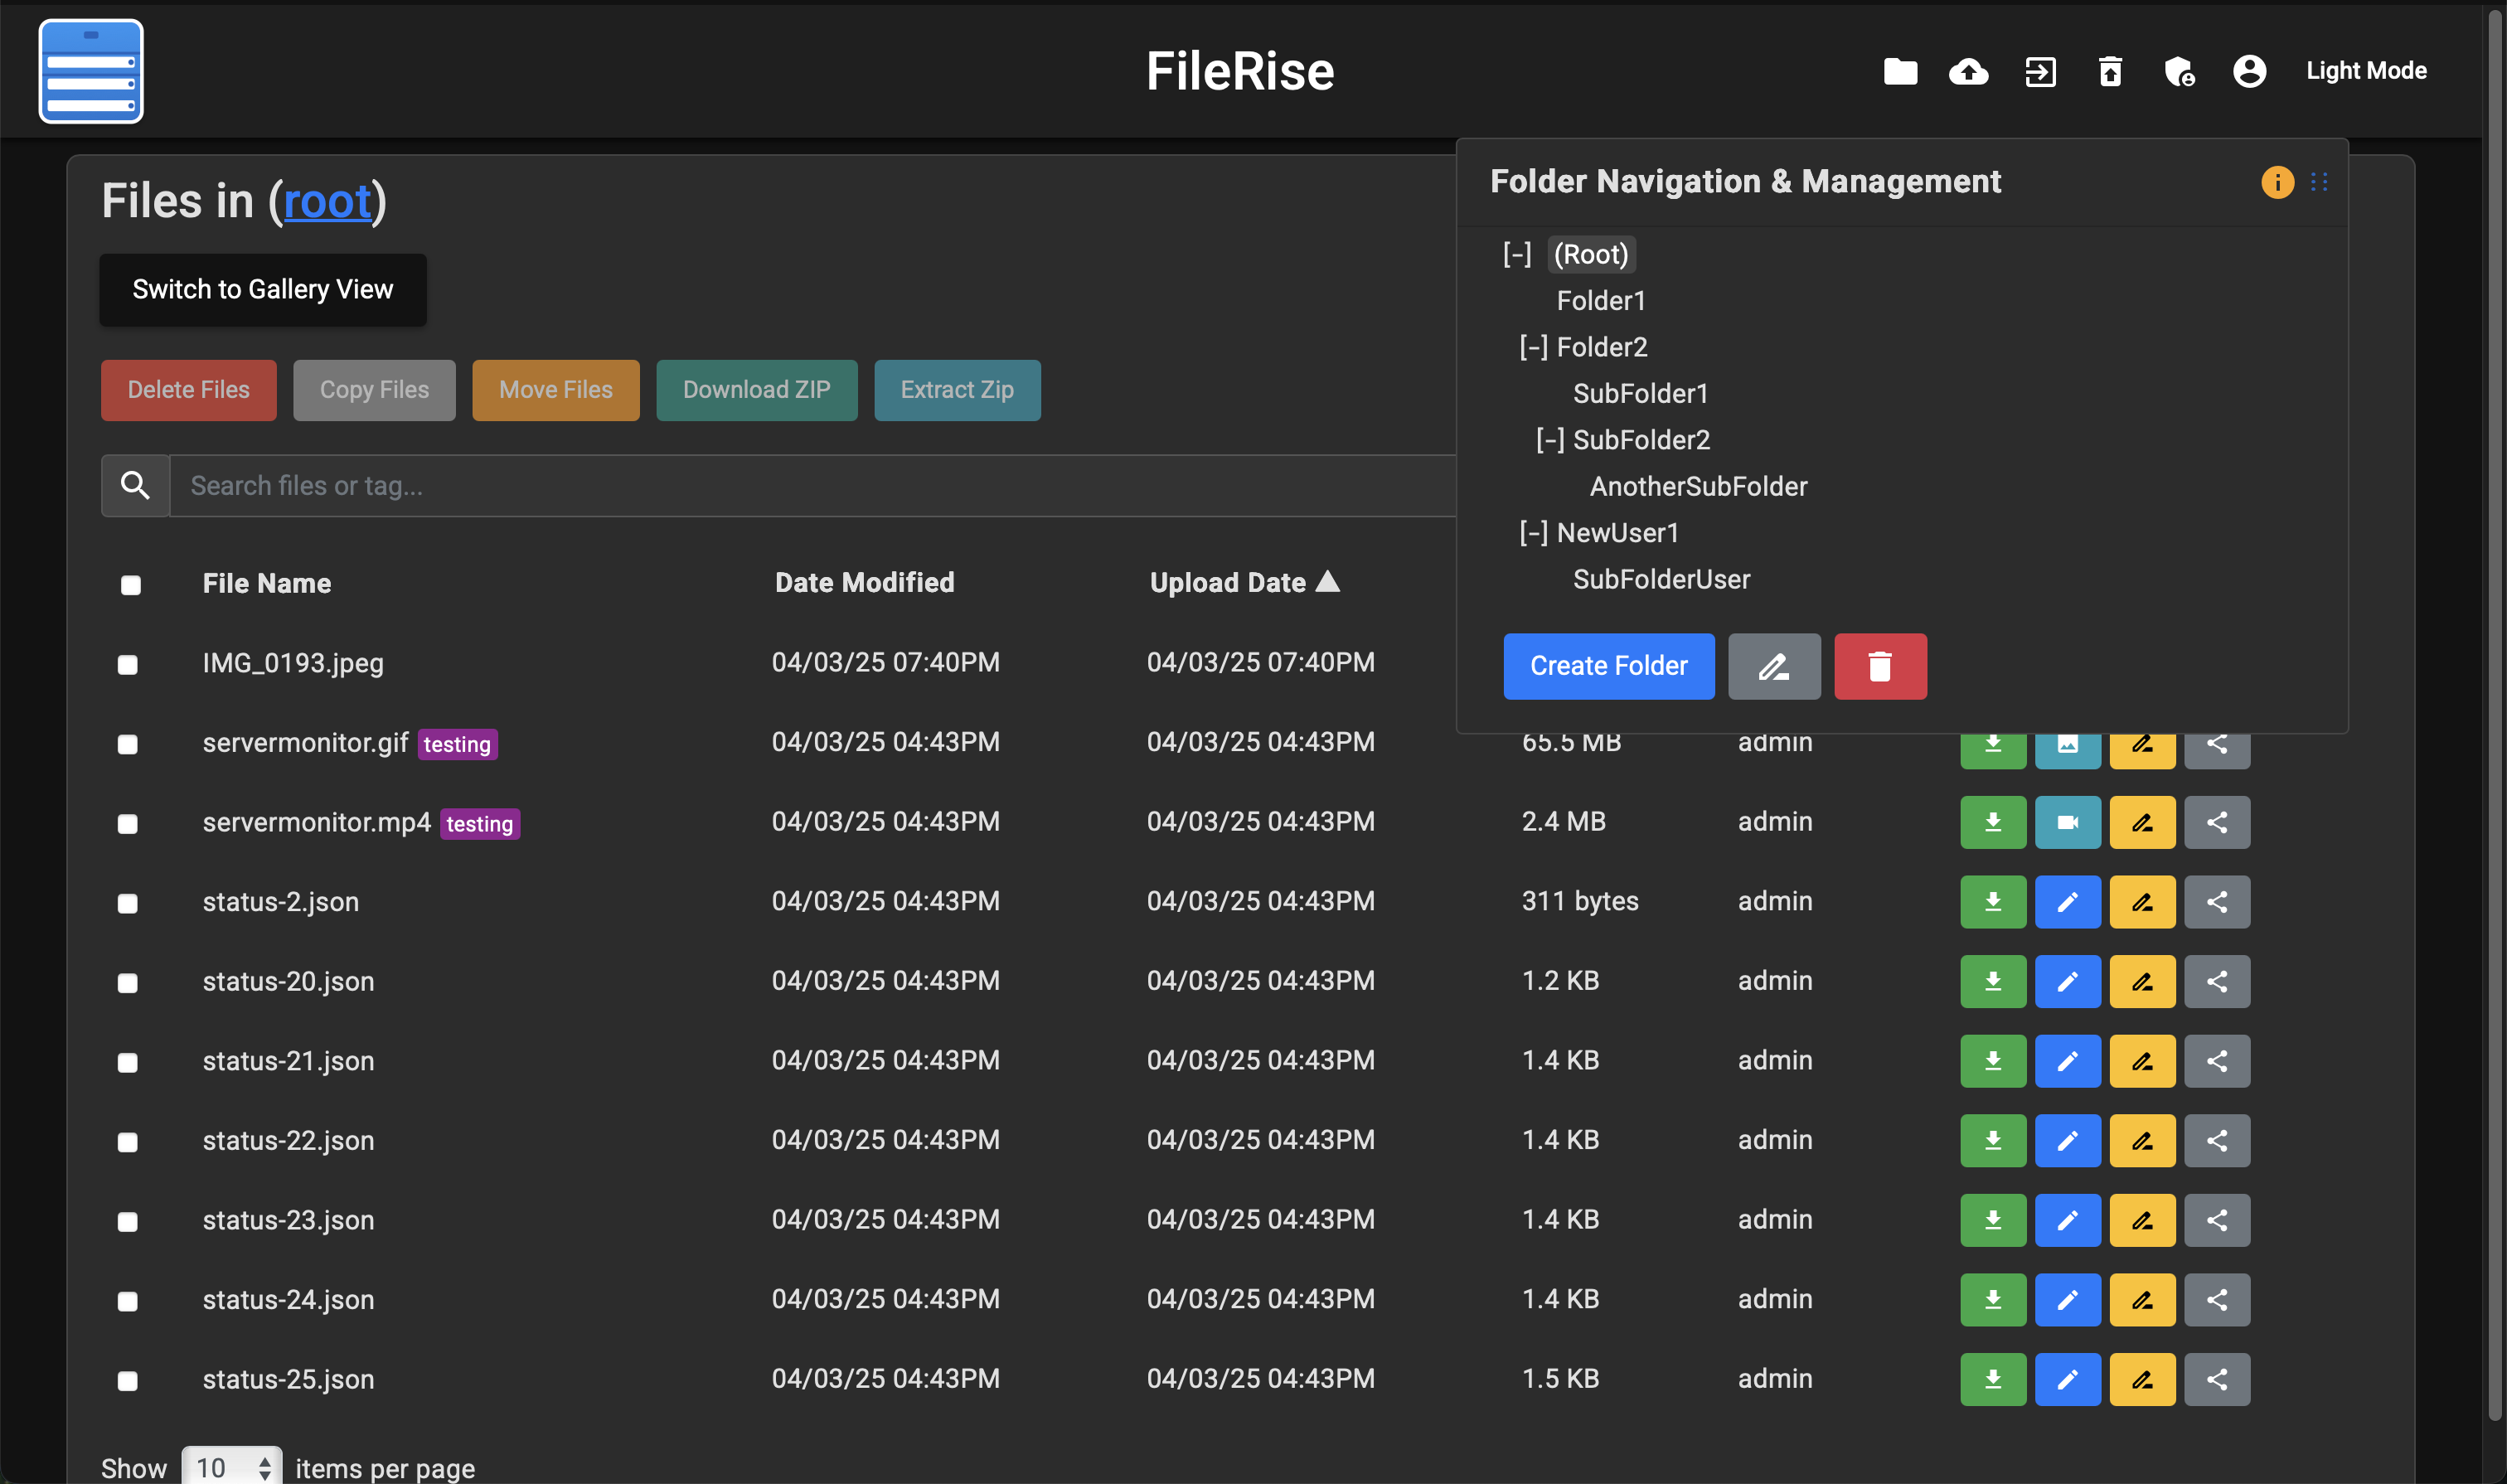 FileRise
Light Mode
Files in (root)
Switch to Gallery View
Delete Files Copy Files Move Files Download ZIP Extract Zip
Search files or tag...
Folder Navigation & Management
[-] (Root)
Folder1
[-] Folder2
SubFolder1
[-] SubFolder2
AnotherSubFolder
[-] NewUser1
SubFolderUser
Create Folder
File Name Date Modified Upload Date ▲
IMG_0193.jpeg 04/03/25 07:40PM 04/03/25 07:40PM
servermonitor.gif testing 04/03/25 04:43PM 04/03/25 04:43PM 65.5 MB admin
servermonitor.mp4 testing 04/03/25 04:43PM 04/03/25 04:43PM 2.4 MB admin
status-2.json 04/03/25 04:43PM 04/03/25 04:43PM 311 bytes admin
status-20.json 04/03/25 04:43PM 04/03/25 04:43PM 1.2 KB admin
status-21.json 04/03/25 04:43PM 04/03/25 04:43PM 1.4 KB admin
status-22.json 04/03/25 04:43PM 04/03/25 04:43PM 1.4 KB admin
status-23.json 04/03/25 04:43PM 04/03/25 04:43PM 1.4 KB admin
status-24.json 04/03/25 04:43PM 04/03/25 04:43PM 1.4 KB admin
status-25.json 04/03/25 04:43PM 04/03/25 04:43PM 1.5 KB admin
Show 10 items per page